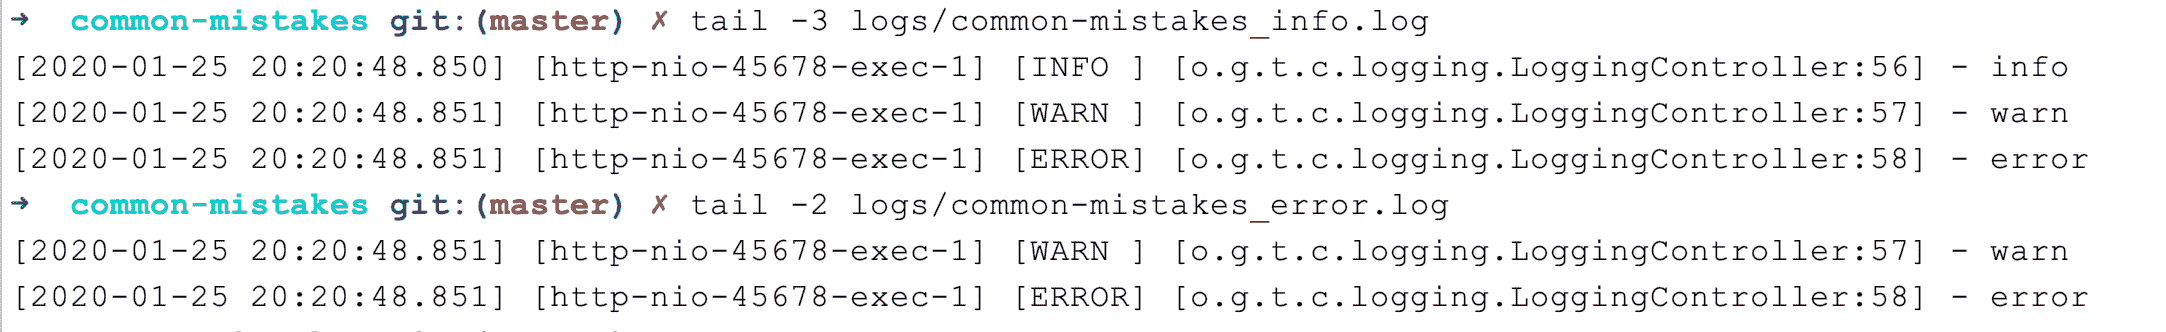 ➜  common-mistakes git:(master) ✗ tail -3 logs/common-mistakes_info.log
[2020-01-25 20:20:48.850] [http-nio-45678-exec-1] [INFO ] [o.g.t.c.logging.LoggingController:56] - info
[2020-01-25 20:20:48.851] [http-nio-45678-exec-1] [WARN ] [o.g.t.c.logging.LoggingController:57] - warn
[2020-01-25 20:20:48.851] [http-nio-45678-exec-1] [ERROR] [o.g.t.c.logging.LoggingController:58] - error
➜  common-mistakes git:(master) ✗ tail -2 logs/common-mistakes_error.log
[2020-01-25 20:20:48.851] [http-nio-45678-exec-1] [WARN ] [o.g.t.c.logging.LoggingController:57] - warn
[2020-01-25 20:20:48.851] [http-nio-45678-exec-1] [ERROR] [o.g.t.c.logging.LoggingController:58] - error